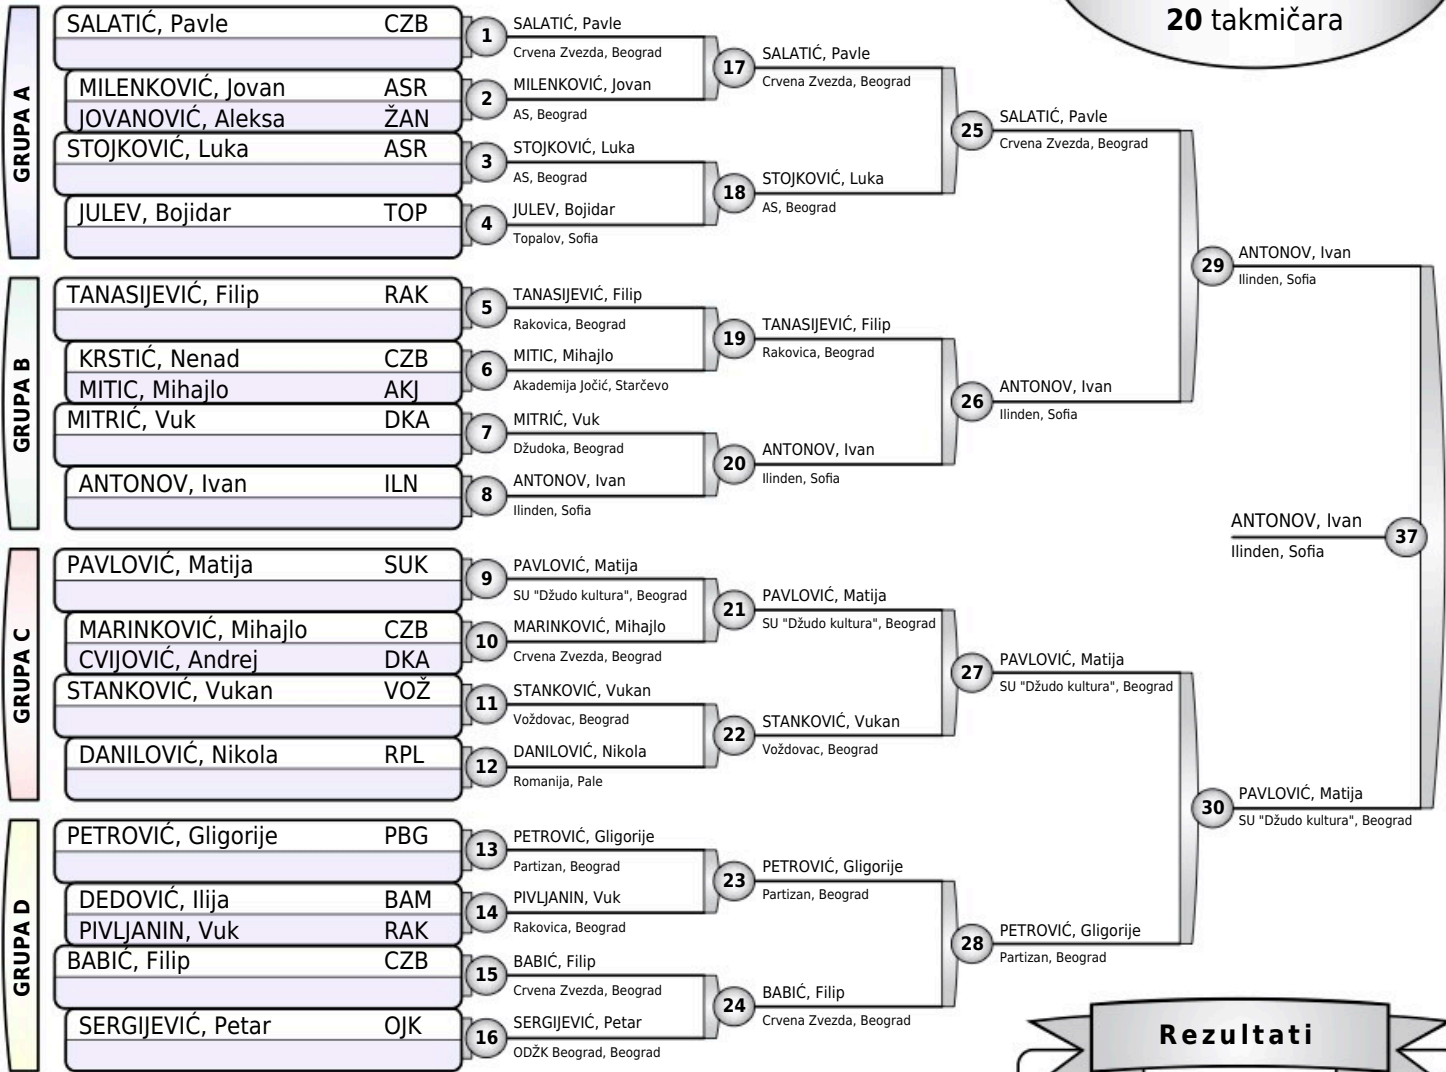 20 takmičara
GRUPA A
SALATIĆ, Pavle CZB
MILENKOVIĆ, Jovan ASR
JOVANOVIĆ, Aleksa ŽAN
STOJKOVIĆ, Luka ASR
JULEV, Bojidar TOP
GRUPA B
TANASIJEVIĆ, Filip RAK
KRSTIĆ, Nenad CZB
MITIC, Mihajlo AKJ
MITRIĆ, Vuk DKA
ANTONOV, Ivan ILN
GRUPA C
PAVLOVIĆ, Matija SUK
MARINKOVIĆ, Mihajlo CZB
CVIJOVIĆ, Andrej DKA
STANKOVIĆ, Vukan VOŽ
DANILOVIĆ, Nikola RPL
GRUPA D
PETROVIĆ, Gligorije PBG
DEDOVIĆ, Ilija BAM
PIVLJANIN, Vuk RAK
BABIĆ, Filip CZB
SERGIJEVIĆ, Petar OJK
1 SALATIĆ, Pavle
Crvena Zvezda, Beograd
2 MILENKOVIĆ, Jovan
AS, Beograd
3 STOJKOVIĆ, Luka
AS, Beograd
4 JULEV, Bojidar
Topalov, Sofia
5 TANASIJEVIĆ, Filip
Rakovica, Beograd
6 MITIC, Mihajlo
Akademija Jočić, Starčevo
7 MITRIĆ, Vuk
Džudoka, Beograd
8 ANTONOV, Ivan
Ilinden, Sofia
9 PAVLOVIĆ, Matija
SU "Džudo kultura", Beograd
10 MARINKOVIĆ, Mihajlo
Crvena Zvezda, Beograd
11 STANKOVIĆ, Vukan
Voždovac, Beograd
12 DANILOVIĆ, Nikola
Romanija, Pale
13 PETROVIĆ, Gligorije
Partizan, Beograd
14 PIVLJANIN, Vuk
Rakovica, Beograd
15 BABIĆ, Filip
Crvena Zvezda, Beograd
16 SERGIJEVIĆ, Petar
ODŽK Beograd, Beograd
17 SALATIĆ, Pavle
Crvena Zvezda, Beograd
18 STOJKOVIĆ, Luka
AS, Beograd
19 TANASIJEVIĆ, Filip
Rakovica, Beograd
20 ANTONOV, Ivan
Ilinden, Sofia
21 PAVLOVIĆ, Matija
SU "Džudo kultura", Beograd
22 STANKOVIĆ, Vukan
Voždovac, Beograd
23 PETROVIĆ, Gligorije
Partizan, Beograd
24 BABIĆ, Filip
Crvena Zvezda, Beograd
25 SALATIĆ, Pavle
Crvena Zvezda, Beograd
26 ANTONOV, Ivan
Ilinden, Sofia
27 PAVLOVIĆ, Matija
SU "Džudo kultura", Beograd
28 PETROVIĆ, Gligorije
Partizan, Beograd
29 ANTONOV, Ivan
Ilinden, Sofia
30 PAVLOVIĆ, Matija
SU "Džudo kultura", Beograd
ANTONOV, Ivan 37
Ilinden, Sofia
Rezultati